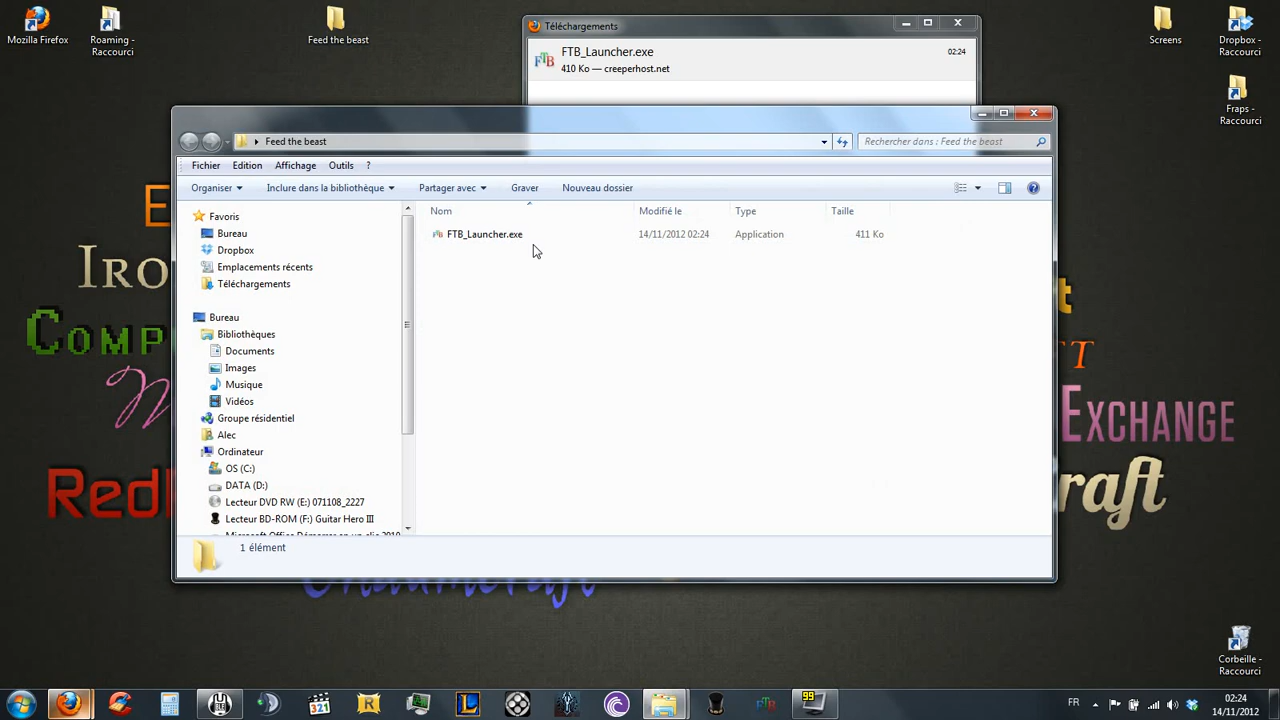 Mozilla Firefox
Roaming -
Raccourci
Feed the beast
Screens
Dropbox -
Raccourci
Fraps -
Raccourci
Téléchargements
FTB_Launcher.exe
02:24
410 Ko — creeperhost.net
Feed the beast
Rechercher dans : Feed the beast
Fichier Edition Affichage Outils ?
Organiser Inclure dans la bibliothèque Partager avec Graver Nouveau dossier
Nom Modifié le Type Taille
FTB_Launcher.exe 14/11/2012 02:24 Application 411 Ko
Favoris
Bureau
Dropbox
Emplacements récents
Téléchargements
Bureau
Bibliothèques
Documents
Images
Musique
Vidéos
Groupe résidentiel
Alec
Ordinateur
OS (C:)
DATA (D:)
Lecteur DVD RW (E:) 071108_2227
Lecteur BD-ROM (F:) Guitar Hero III
1 élément
Iro
Comp
Red
Exchange
raft
Corbeille -
Raccourci
FR
02:24
14/11/2012